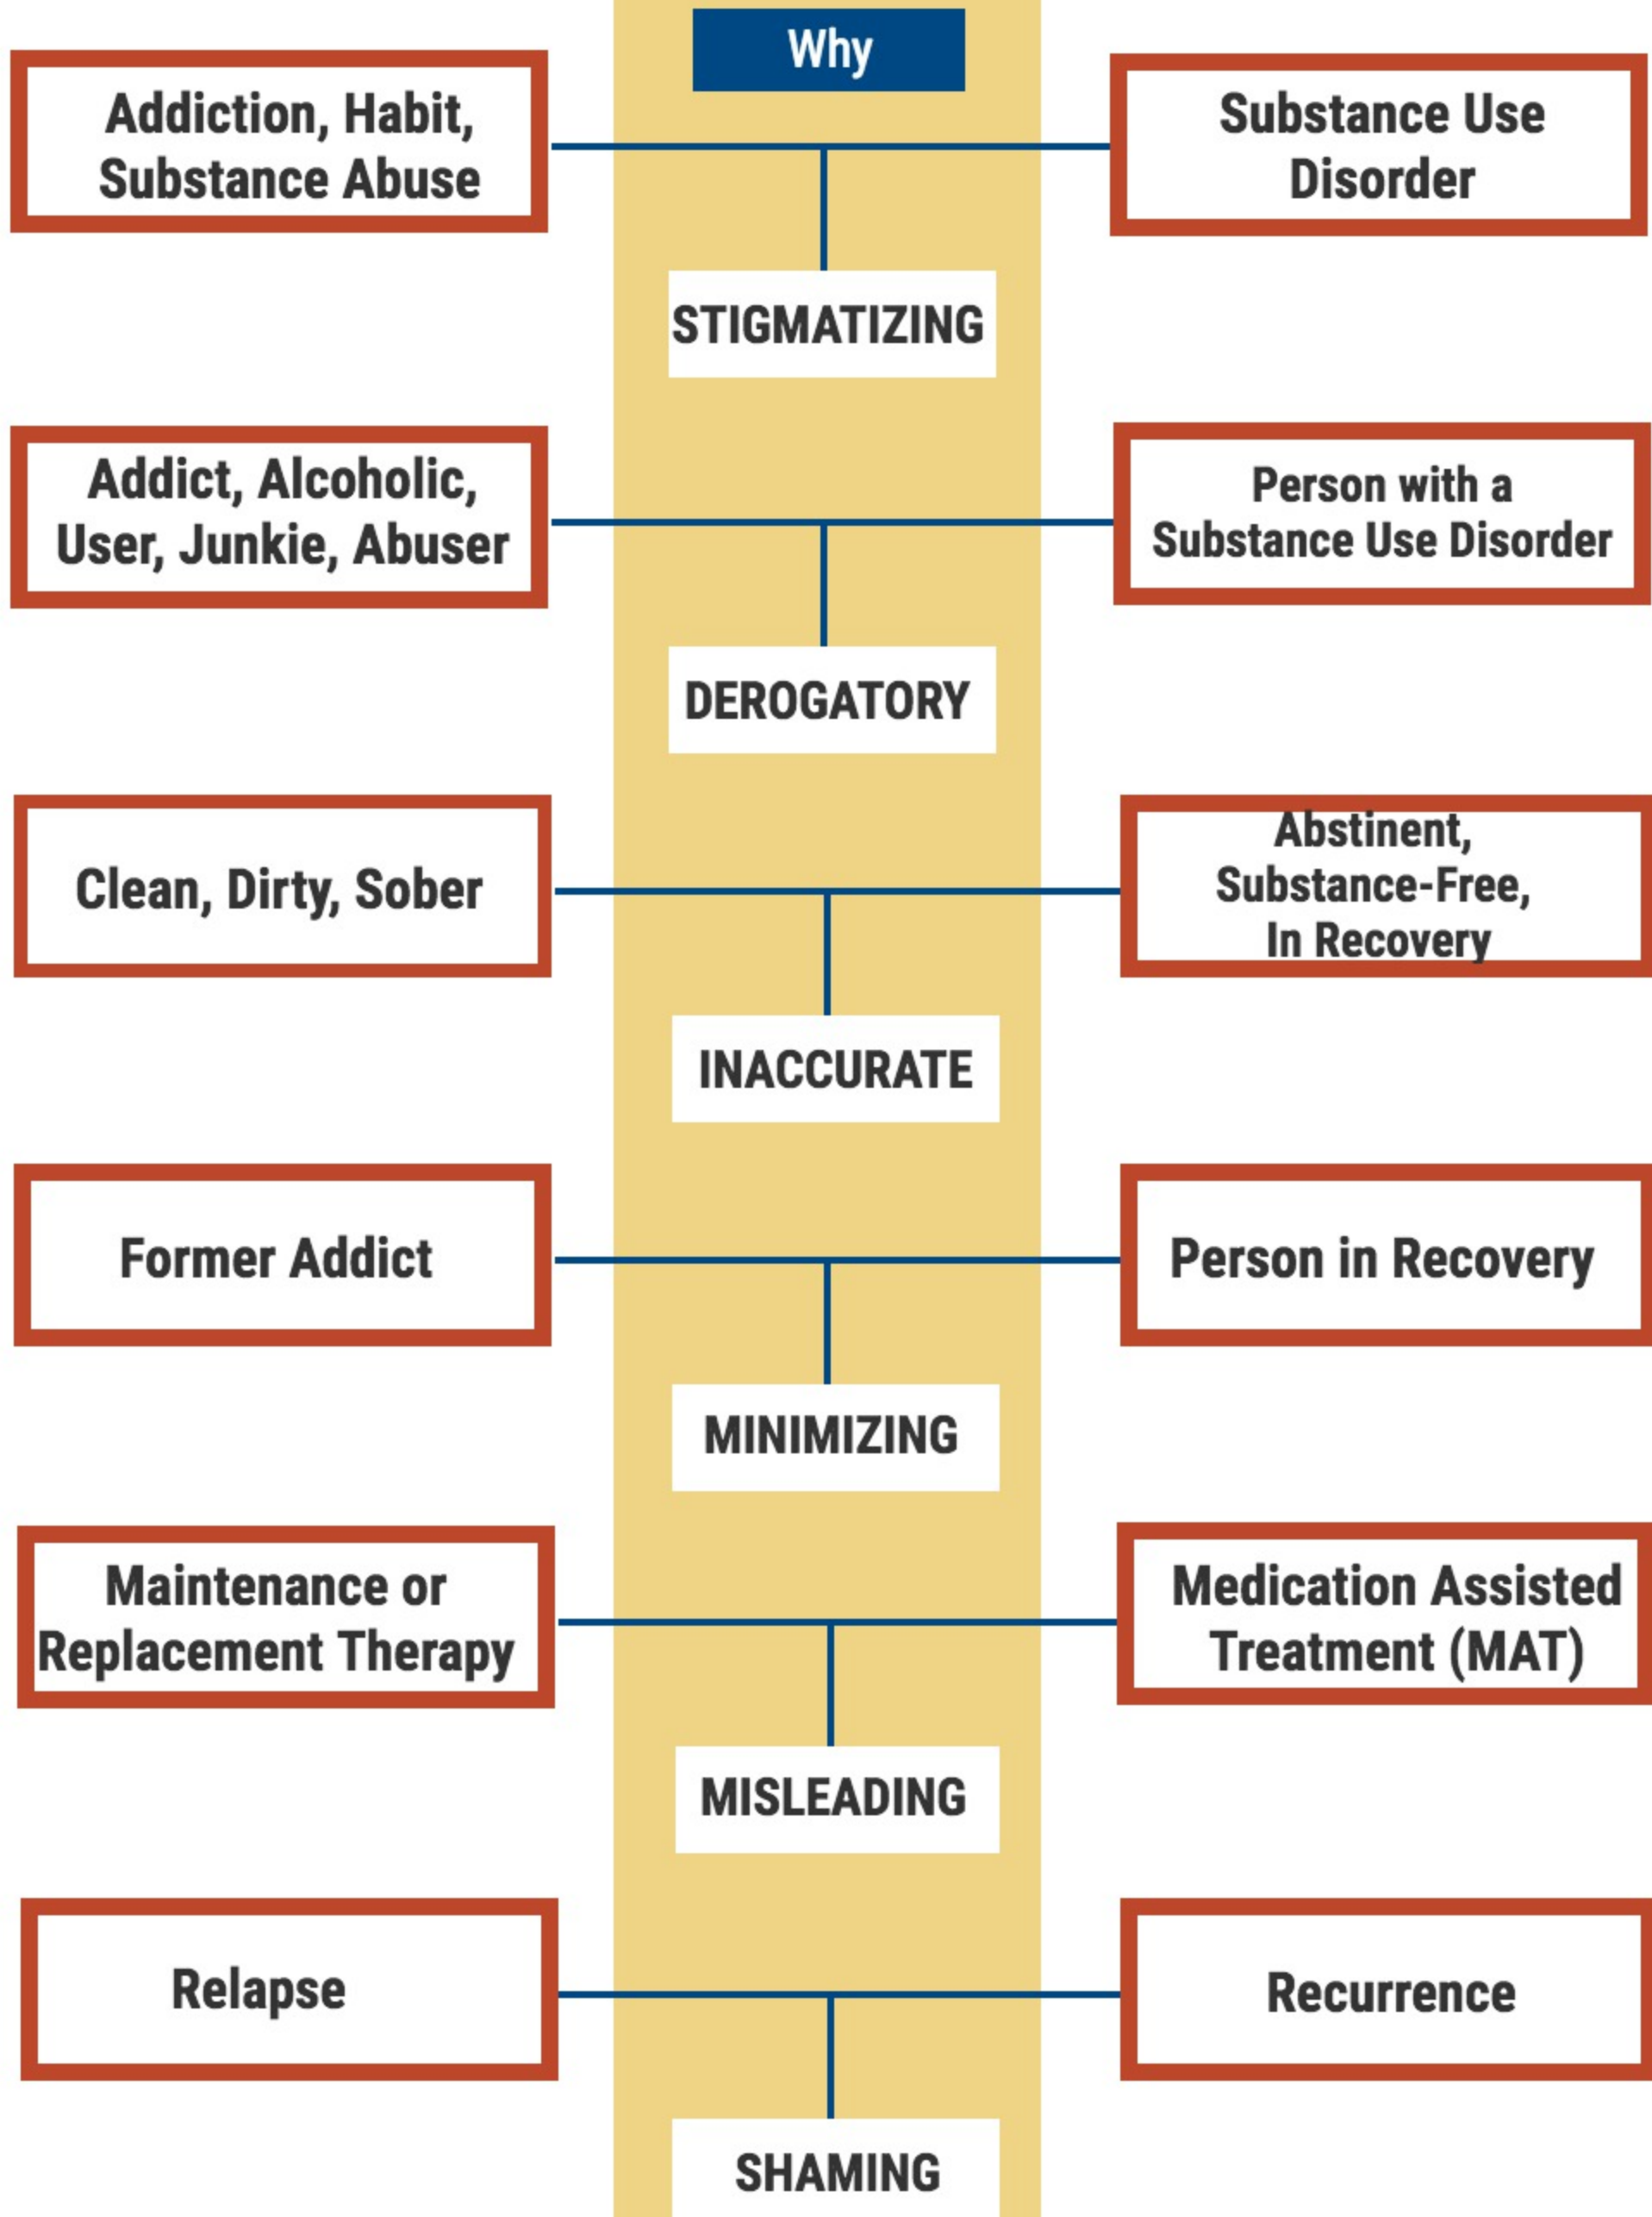 Why
Addiction, Habit,
Substance Abuse
Substance Use
Disorder
STIGMATIZING
Addict, Alcoholic,
User, Junkie, Abuser
Person with a
Substance Use Disorder
DEROGATORY
Clean, Dirty, Sober
Abstinent,
Substance-Free,
In Recovery
INACCURATE
Former Addict
Person in Recovery
MINIMIZING
Maintenance or
Replacement Therapy
Medication Assisted
Treatment (MAT)
MISLEADING
Relapse
Recurrence
SHAMING